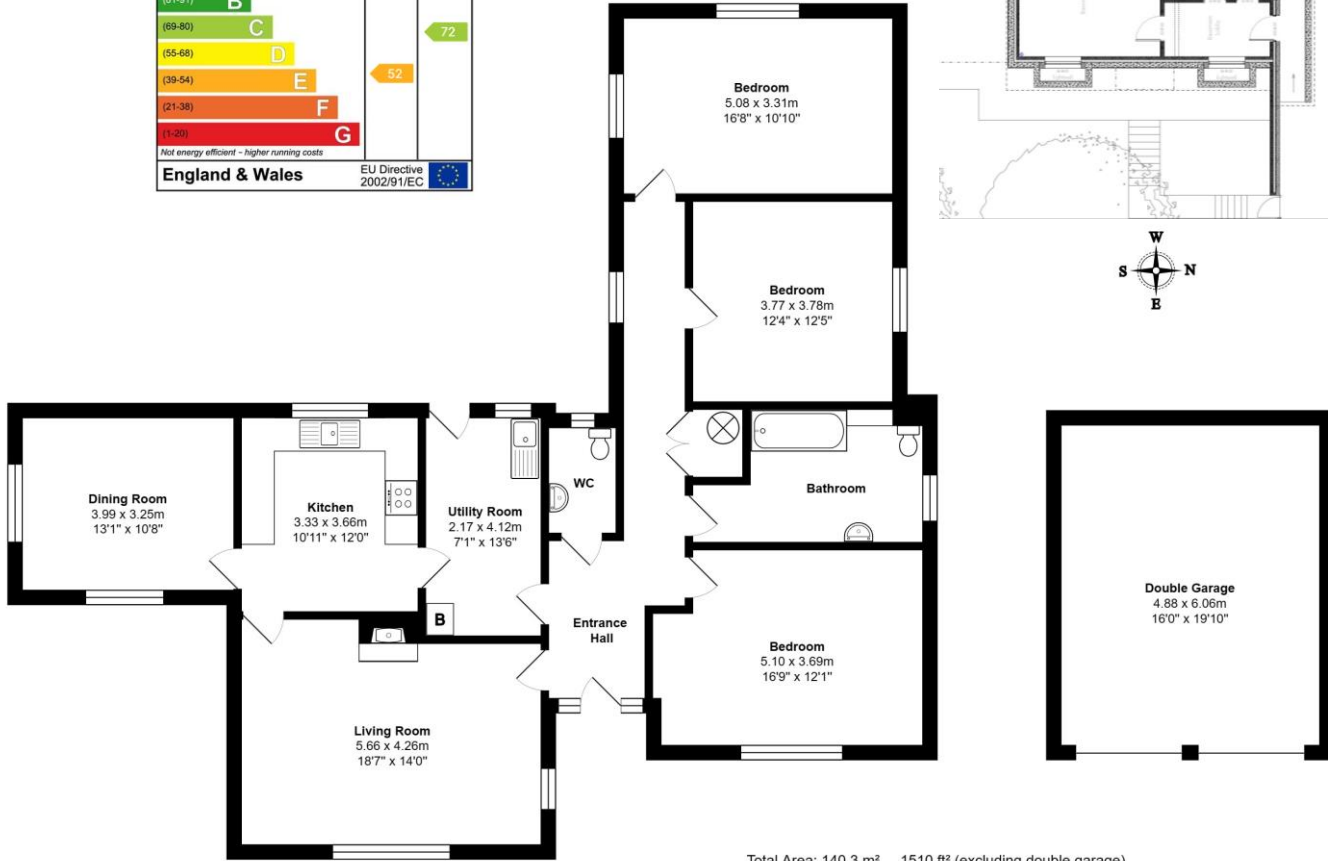 B
(69-80) C
(55-68) D
(39-54) E
(21-38) F
(1-20) G
52
72
Not energy efficient – higher running costs
England & Wales
EU Directive
2002/91/EC
W
S N
E
Bedroom
5.08 x 3.31m
16'8" x 10'10"
Bedroom
3.77 x 3.78m
12'4" x 12'5"
Dining Room
3.99 x 3.25m
13'1" x 10'8"
Kitchen
3.33 x 3.66m
10'11" x 12'0"
Utility Room
2.17 x 4.12m
7'1" x 13'6"
B
WC
Bathroom
Entrance
Hall
Bedroom
5.10 x 3.69m
16'9" x 12'1"
Living Room
5.66 x 4.26m
18'7" x 14'0"
Double Garage
4.88 x 6.06m
16'0" x 19'10"
Total Area: 140.3 m² ... 1510 ft² (excluding double garage)